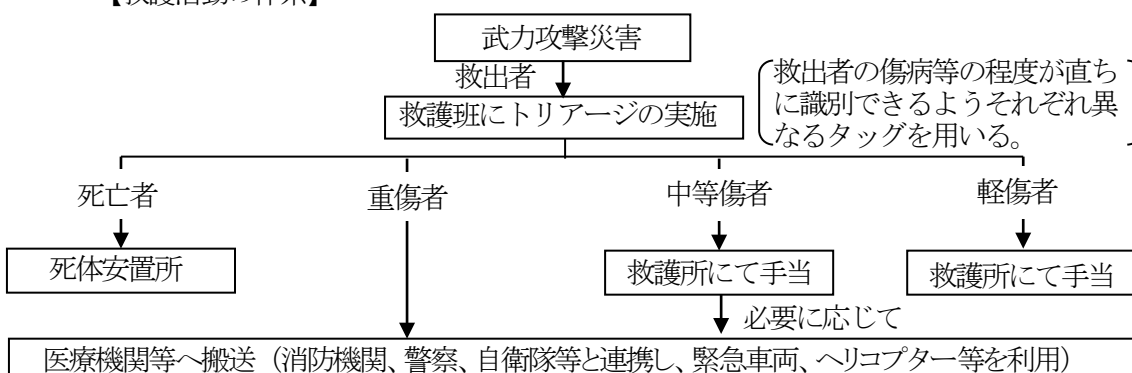 【救護活動の体系】
武力攻撃災害
救出者
救護班にトリアージの実施
救出者の傷病等の程度が直ち
に識別できるようそれぞれ異
なるタッグを用いる。
死亡者 重傷者 中等傷者 軽傷者
死体安置所 救護所にて手当 救護所にて手当
必要に応じて
医療機関等へ搬送（消防機関、警察、自衛隊等と連携し、緊急車両、ヘリコプター等を利用）